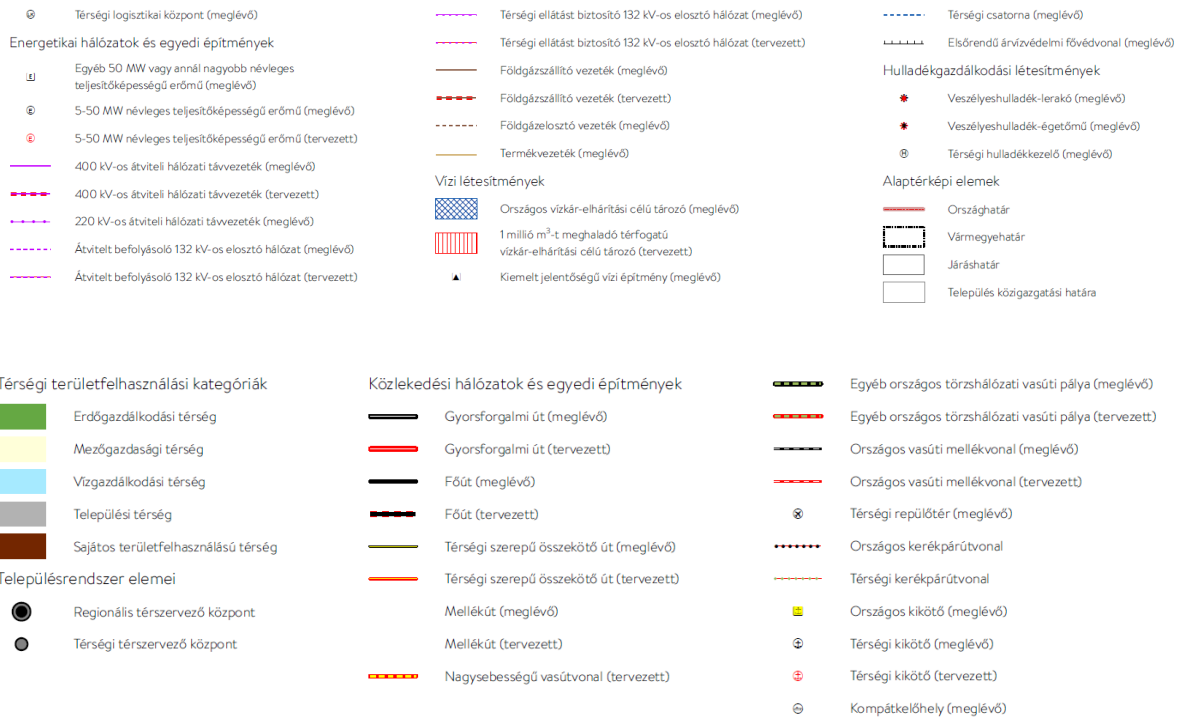 Térségi logisztikai központ (meglévő)
Energetikai hálózatok és egyedi építmények
Egyéb 50 MW vagy annál nagyobb névleges
teljesítőképességű erőmű (meglévő)
5-50 MW névleges teljesítőképességű erőmű (meglévő)
5-50 MW névleges teljesítőképességű erőmű (tervezett)
400 kV-os átviteli hálózati távvezeték (meglévő)
400 kV-os átviteli hálózati távvezeték (tervezett)
220 kV-os átviteli hálózati távvezeték (meglévő)
Átvitelt befolyásoló 132 kV-os elosztó hálózat (meglévő)
Átvitelt befolyásoló 132 kV-os elosztó hálózat (tervezett)
Térségi ellátást biztosító 132 kV-os elosztó hálózat (meglévő)
Térségi ellátást biztosító 132 kV-os elosztó hálózat (tervezett)
Földgázszállító vezeték (meglévő)
Földgázszállító vezeték (tervezett)
Földgázelosztó vezeték (meglévő)
Termékvezeték (meglévő)
Vízi létesítmények
Országos vízkár-elhárítási célú tározó (meglévő)
1 millió m³-t meghaladó térfogatú
vízkár-elhárítási célú tározó (tervezett)
Kiemelt jelentőségű vízi építmény (meglévő)
Térségi csatorna (meglévő)
Elsőrendű árvízvédelmi fővédvonal (meglévő)
Hulladékgazdálkodási létesítmények
Veszélyeshulladék-lerakó (meglévő)
Veszélyeshulladék-égetőmű (meglévő)
Térségi hulladékkezelő (meglévő)
Alaptérképi elemek
Országhatár
Vármegyehatár
Járáshatár
Település közigazgatási határa
Térségi területfelhasználási kategóriák
Erdőgazdálkodási térség
Mezőgazdasági térség
Vízgazdálkodási térség
Települési térség
Sajátos területfelhasználású térség
Településrendszer elemei
Regionális térszervező központ
Térségi térszervező központ
Közlekedési hálózatok és egyedi építmények
Gyorsforgalmi út (meglévő)
Gyorsforgalmi út (tervezett)
Főút (meglévő)
Főút (tervezett)
Térségi szerepű összekötő út (meglévő)
Térségi szerepű összekötő út (tervezett)
Mellékút (meglévő)
Mellékút (tervezett)
Nagysebességű vasútvonal (tervezett)
Egyéb országos törzshálózati vasúti pálya (meglévő)
Egyéb országos törzshálózati vasúti pálya (tervezett)
Országos vasúti mellékvonal (meglévő)
Országos vasúti mellékvonal (tervezett)
Térségi repülőtér (meglévő)
Országos kerékpárútvonal
Térségi kerékpárútvonal
Országos kikötő (meglévő)
Térségi kikötő (meglévő)
Térségi kikötő (tervezett)
Kompátkelőhely (meglévő)